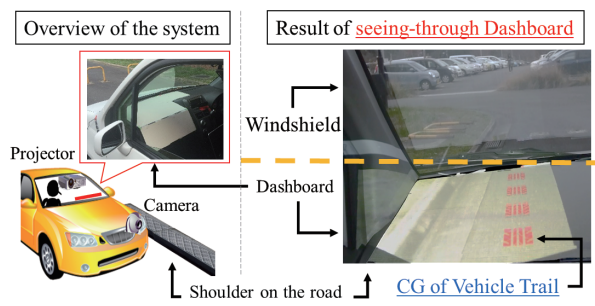 Overview of the system
Result of seeing-through Dashboard
Windshield
Projector
Dashboard
Camera
CG of Vehicle Trail
Shoulder on the road